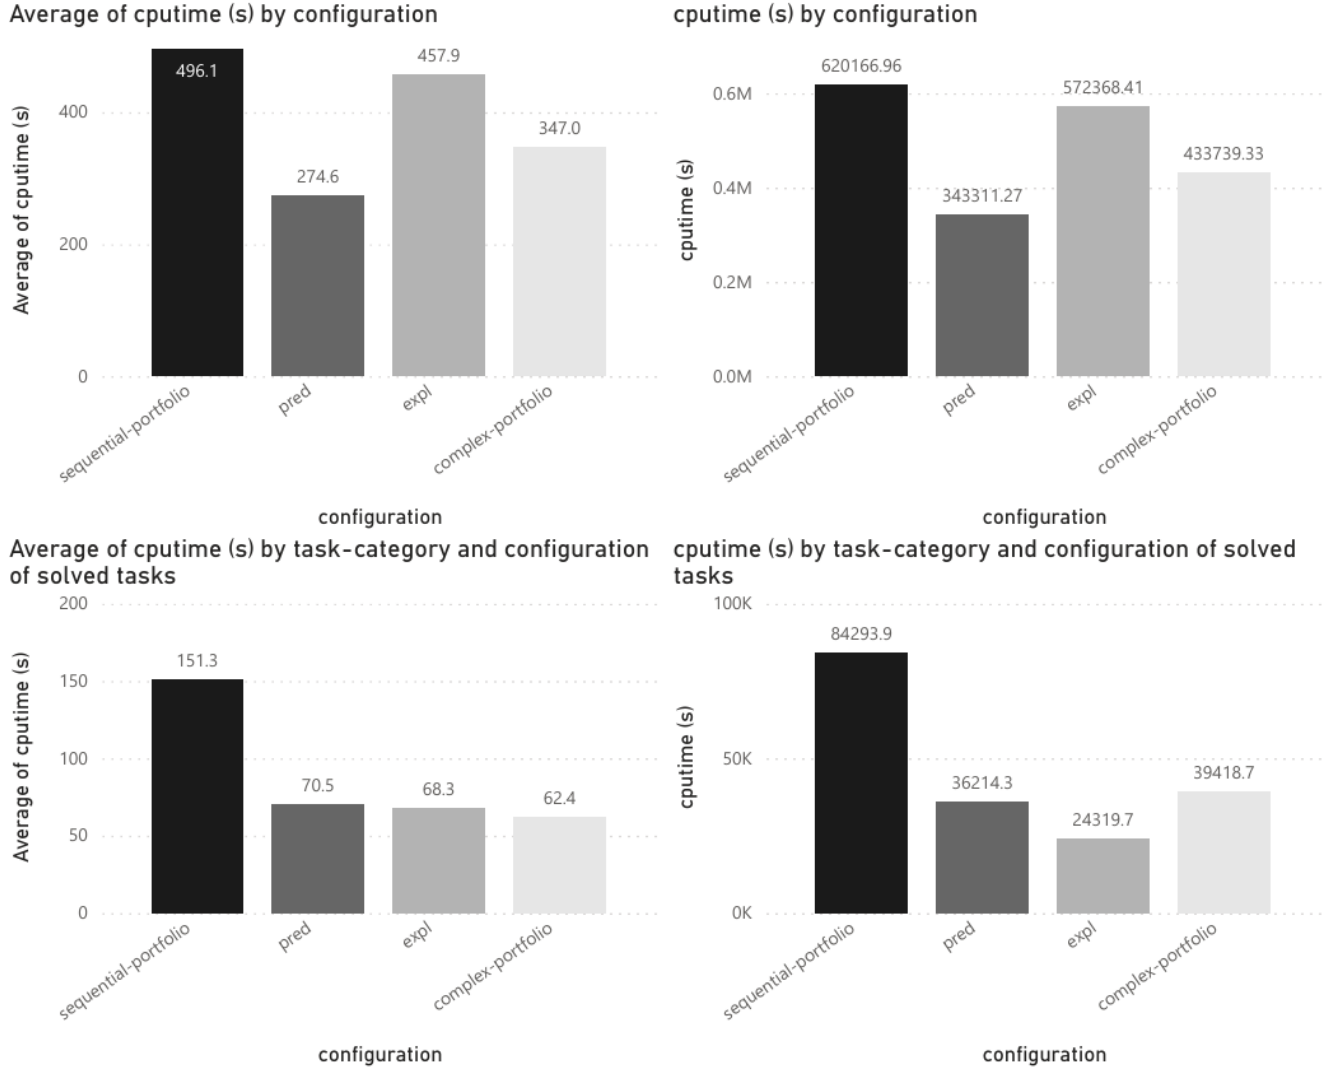 Average of cputime (s) by configuration
Average of cputime (s)
400
200
0
496.1
274.6
457.9
347.0
sequential-portfolio
pred
expl
complex-portfolio
configuration
cputime (s) by configuration
cputime (s)
0.6M
0.4M
0.2M
0.0M
620166.96
343311.27
572368.41
433739.33
sequential-portfolio
pred
expl
complex-portfolio
configuration
Average of cputime (s) by task-category and configuration
of solved tasks
Average of cputime (s)
200
150
100
50
0
151.3
70.5
68.3
62.4
sequential-portfolio
pred
expl
complex-portfolio
configuration
cputime (s) by task-category and configuration of solved
tasks
cputime (s)
100K
50K
0K
84293.9
36214.3
24319.7
39418.7
sequential-portfolio
pred
expl
complex-portfolio
configuration